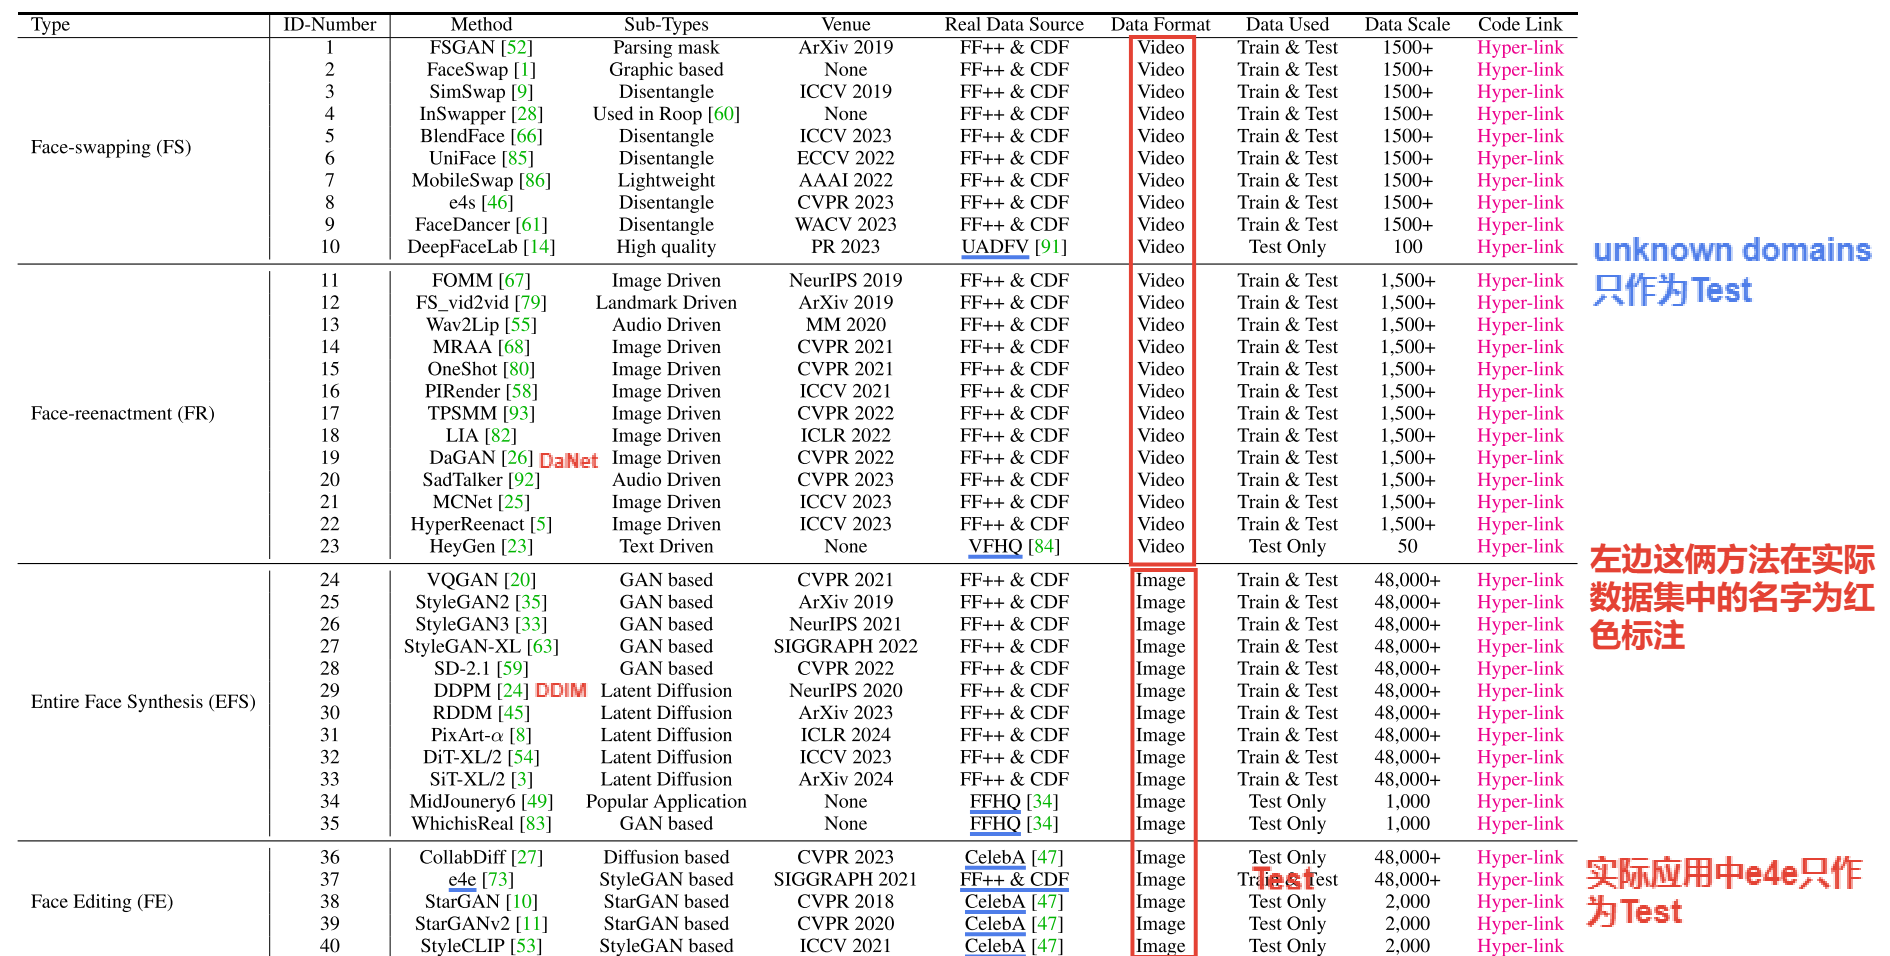 Type ID-Number Method Sub-Types Venue Real Data Source Data Format Data Used Data Scale Code Link
1 FSGAN [52] Parsing mask ArXiv 2019 FF++ & CDF Video Train & Test 1500+ Hyper-link
2 FaceSwap [1] Graphic based None FF++ & CDF Video Train & Test 1500+ Hyper-link
3 SimSwap [9] Disentangle ICCV 2019 FF++ & CDF Video Train & Test 1500+ Hyper-link
4 InSwapper [28] Used in Roop [60] None FF++ & CDF Video Train & Test 1500+ Hyper-link
5 BlendFace [66] Disentangle ICCV 2023 FF++ & CDF Video Train & Test 1500+ Hyper-link
Face-swapping (FS)
6 UniFace [85] Disentangle ECCV 2022 FF++ & CDF Video Train & Test 1500+ Hyper-link
7 MobileSwap [86] Lightweight AAAI 2022 FF++ & CDF Video Train & Test 1500+ Hyper-link
8 e4s [46] Disentangle CVPR 2023 FF++ & CDF Video Train & Test 1500+ Hyper-link
9 FaceDancer [61] Disentangle WACV 2023 FF++ & CDF Video Train & Test 1500+ Hyper-link
10 DeepFaceLab [14] High quality PR 2023 UADFV [91] Video Test Only 100 Hyper-link
unknown domains
只作为Test
11 FOMM [67] Image Driven NeurIPS 2019 FF++ & CDF Video Train & Test 1,500+ Hyper-link
12 FS_vid2vid [79] Landmark Driven ArXiv 2019 FF++ & CDF Video Train & Test 1,500+ Hyper-link
13 Wav2Lip [55] Audio Driven MM 2020 FF++ & CDF Video Train & Test 1,500+ Hyper-link
14 MRAA [68] Image Driven CVPR 2021 FF++ & CDF Video Train & Test 1,500+ Hyper-link
15 OneShot [80] Image Driven CVPR 2021 FF++ & CDF Video Train & Test 1,500+ Hyper-link
16 PIRender [58] Image Driven ICCV 2021 FF++ & CDF Video Train & Test 1,500+ Hyper-link
Face-reenactment (FR) 17 TPSMM [93] Image Driven CVPR 2022 FF++ & CDF Video Train & Test 1,500+ Hyper-link
18 LIA [82] Image Driven ICLR 2022 FF++ & CDF Video Train & Test 1,500+ Hyper-link
19 DaGAN [26] DaNet Image Driven CVPR 2022 FF++ & CDF Video Train & Test 1,500+ Hyper-link
20 SadTalker [92] Audio Driven CVPR 2023 FF++ & CDF Video Train & Test 1,500+ Hyper-link
21 MCNet [25] Image Driven ICCV 2023 FF++ & CDF Video Train & Test 1,500+ Hyper-link
22 HyperReenact [5] Image Driven ICCV 2023 FF++ & CDF Video Train & Test 1,500+ Hyper-link
23 HeyGen [23] Text Driven None VFHQ [84] Video Test Only 50 Hyper-link
左边这俩方法在实际
数据集中的名字为红
色标注
24 VQGAN [20] GAN based CVPR 2021 FF++ & CDF Image Train & Test 48,000+ Hyper-link
25 StyleGAN2 [35] GAN based ArXiv 2019 FF++ & CDF Image Train & Test 48,000+ Hyper-link
26 StyleGAN3 [33] GAN based NeurIPS 2021 FF++ & CDF Image Train & Test 48,000+ Hyper-link
27 StyleGAN-XL [63] GAN based SIGGRAPH 2022 FF++ & CDF Image Train & Test 48,000+ Hyper-link
28 SD-2.1 [59] GAN based CVPR 2022 FF++ & CDF Image Train & Test 48,000+ Hyper-link
29 DDPM [24] DDIM Latent Diffusion NeurIPS 2020 FF++ & CDF Image Train & Test 48,000+ Hyper-link
Entire Face Synthesis (EFS)
30 RDDM [45] Latent Diffusion ArXiv 2023 FF++ & CDF Image Train & Test 48,000+ Hyper-link
31 PixArt-α [8] Latent Diffusion ICLR 2024 FF++ & CDF Image Train & Test 48,000+ Hyper-link
32 DiT-XL/2 [54] Latent Diffusion ICCV 2023 FF++ & CDF Image Train & Test 48,000+ Hyper-link
33 SiT-XL/2 [3] Latent Diffusion ArXiv 2024 FF++ & CDF Image Train & Test 48,000+ Hyper-link
34 MidJounery6 [49] Popular Application None FFHQ [34] Image Test Only 1,000 Hyper-link
35 WhichisReal [83] GAN based None FFHQ [34] Image Test Only 1,000 Hyper-link
36 CollabDiff [27] Diffusion based CVPR 2023 CelebA [47] Image Test Only 48,000+ Hyper-link
37 e4e [73] StyleGAN based SIGGRAPH 2021 FF++ & CDF Image Train & Test 48,000+ Hyper-link
Test
实际应用中e4e只作
为Test
Face Editing (FE) 38 StarGAN [10] StarGAN based CVPR 2018 CelebA [47] Image Test Only 2,000 Hyper-link
39 StarGANv2 [11] StarGAN based CVPR 2020 CelebA [47] Image Test Only 2,000 Hyper-link
40 StyleCLIP [53] StyleGAN based ICCV 2021 CelebA [47] Image Test Only 2,000 Hyper-link